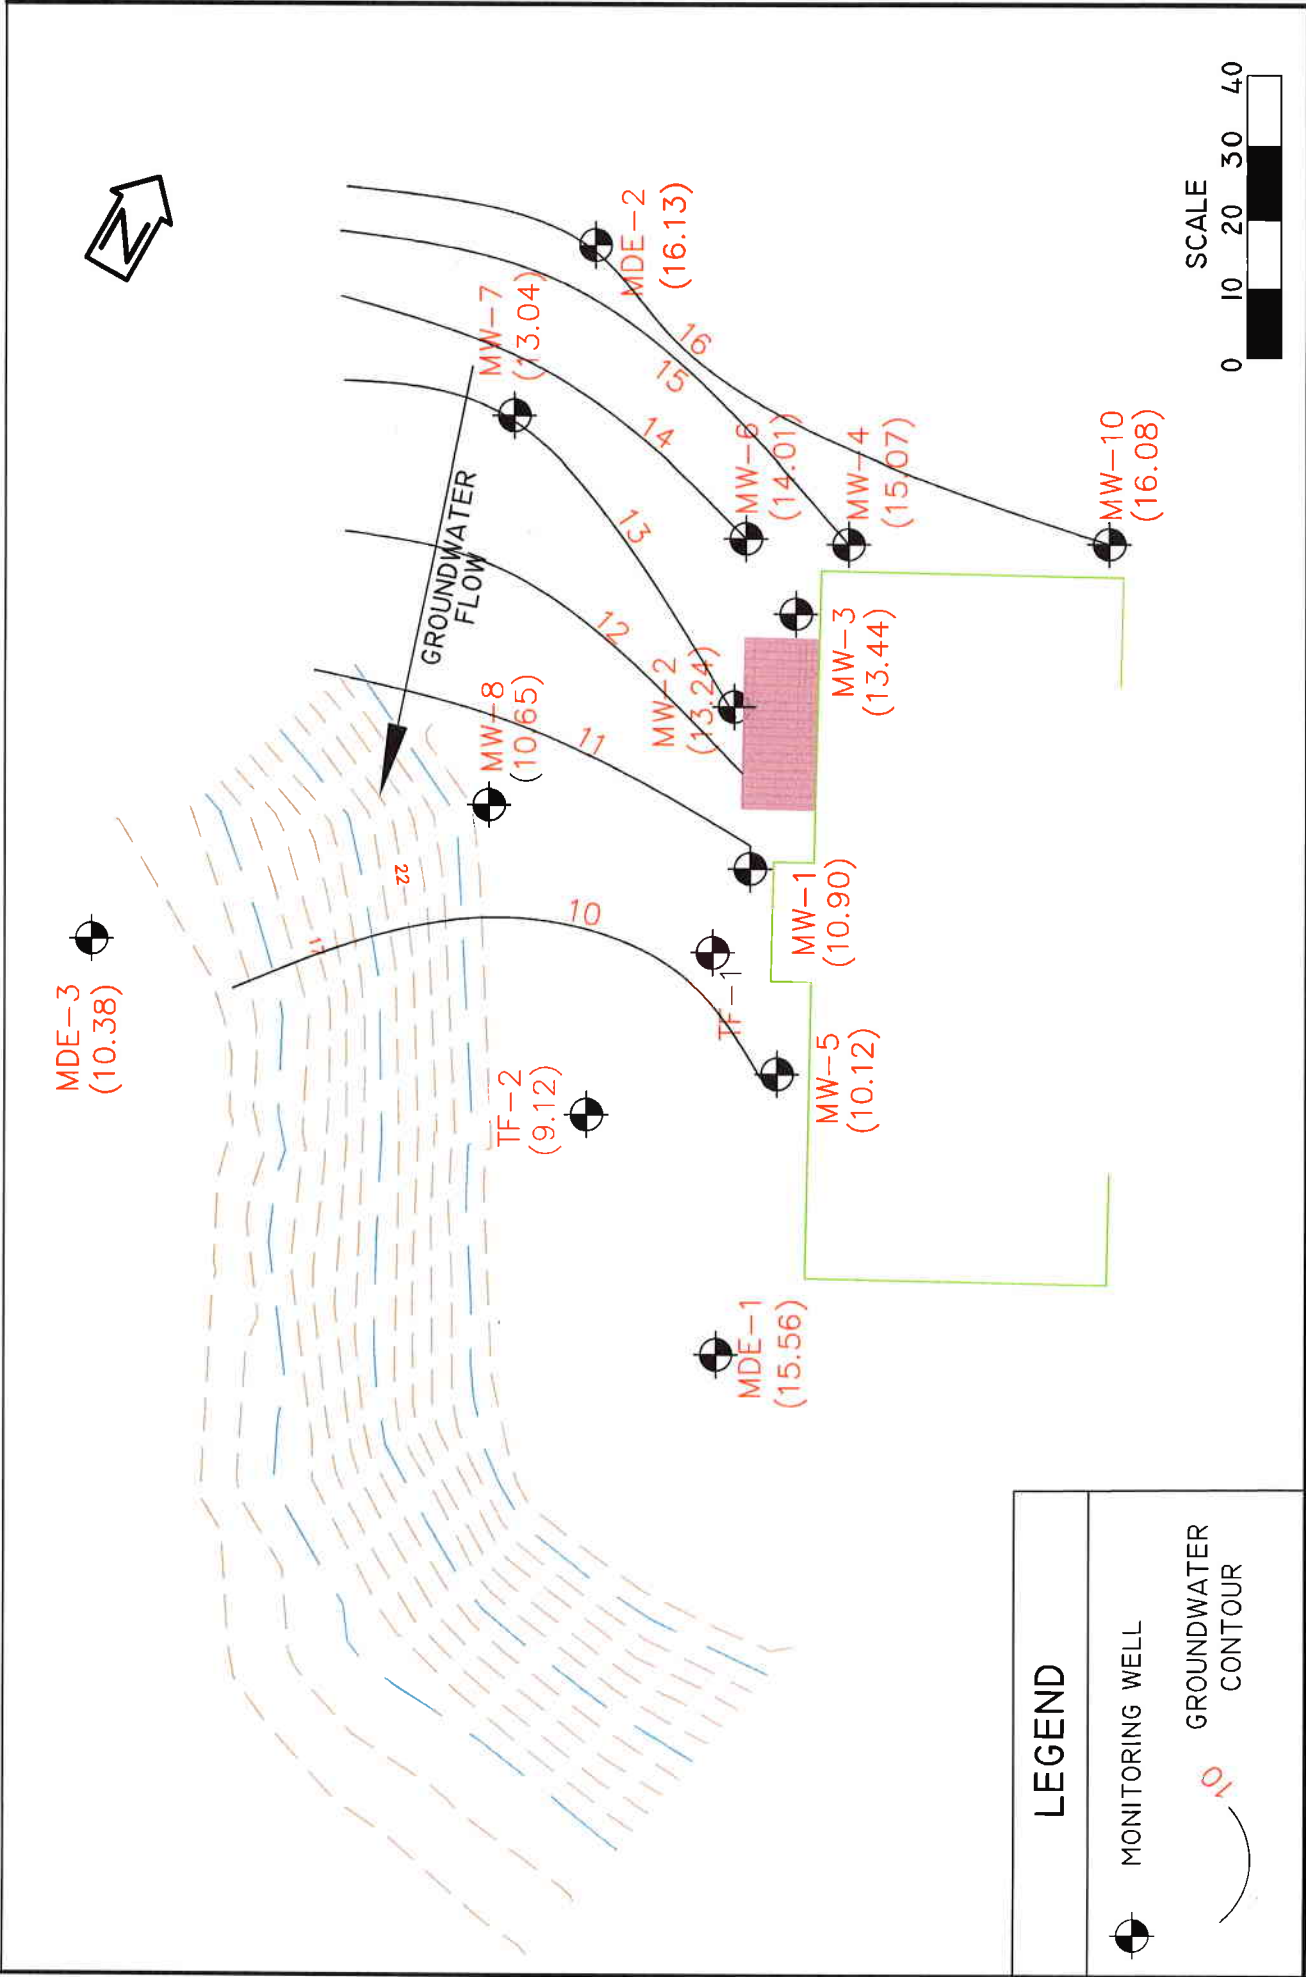 N
MDE-3
(10.38)
MW-7
(13.04)
MDE-2
(16.13)
GROUNDWATER
FLOW
MW-8
(10.65)
MW-2
(13.24)
MW-6
(14.01)
MW-4
(15.07)
MW-10
(16.08)
MW-3
(13.44)
MW-1
(10.90)
TF-1
MW-5
(10.12)
TF-2
(9.12)
MDE-1
(15.56)
16
15
14
13
12
11
10
22
17
SCALE
0 10 20 30 40
LEGEND
MONITORING WELL
10
GROUNDWATER
CONTOUR